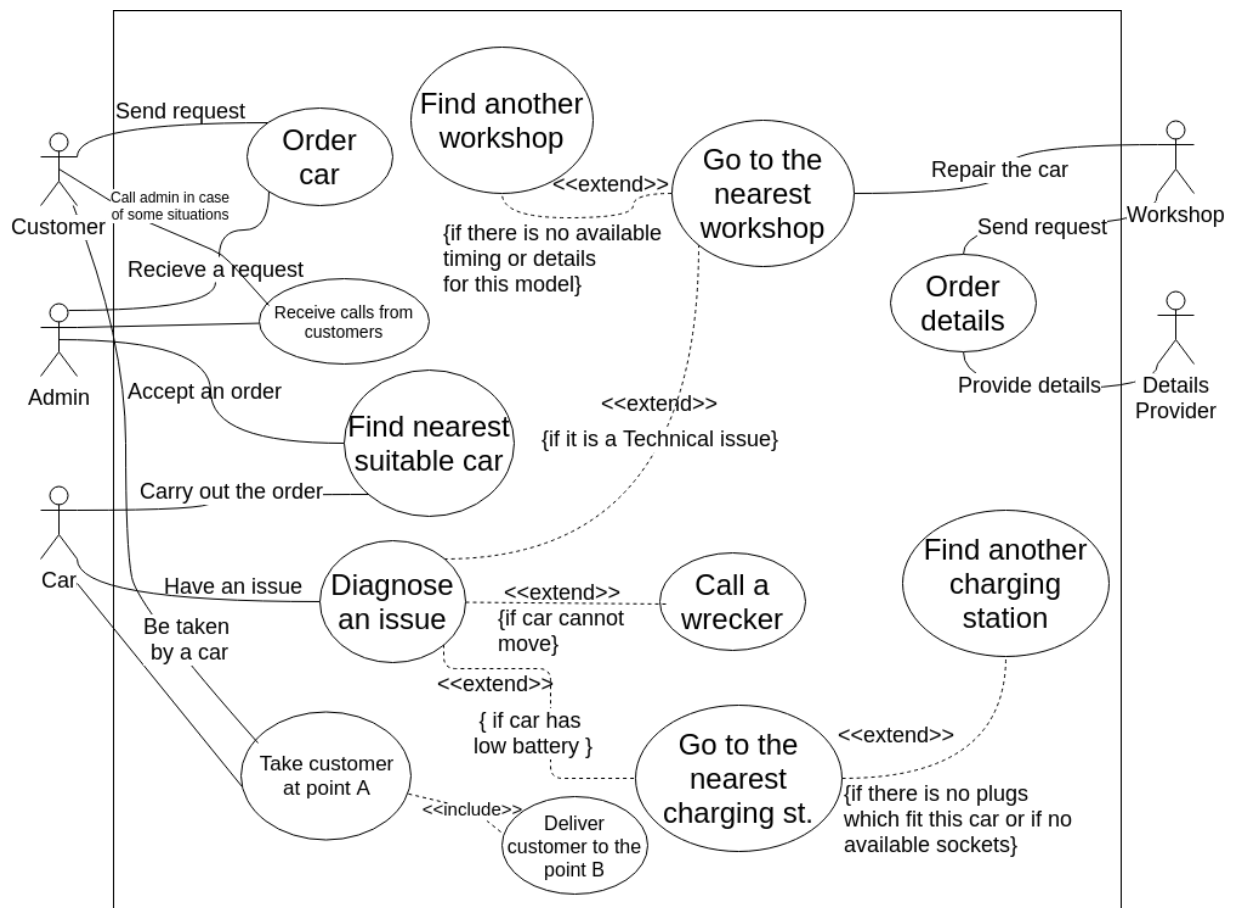 Send request
Order
car
Find another
workshop
Go to the
nearest
workshop
<<extend>>
Repair the car
Customer
Call admin in case
of some situations
Workshop
Send request
{if there is no available
timing or details
for this model}
Recieve a request
Receive calls from
customers
Order
details
Admin
Accept an order
Provide details
Details
Provider
<<extend>>
{if it is a Technical issue}
Find nearest
suitable car
Carry out the order
Car
Have an issue
Diagnose
an issue
<<extend>>
{if car cannot
move}
Call a
wrecker
Find another
charging
station
Be taken
by a car
<<extend>>
{ if car has
low battery }
Go to the
nearest
charging st.
<<extend>>
{if there is no plugs
which fit this car or if no
available sockets}
Take customer
at point A
<<include>>
Deliver
customer to the
point B